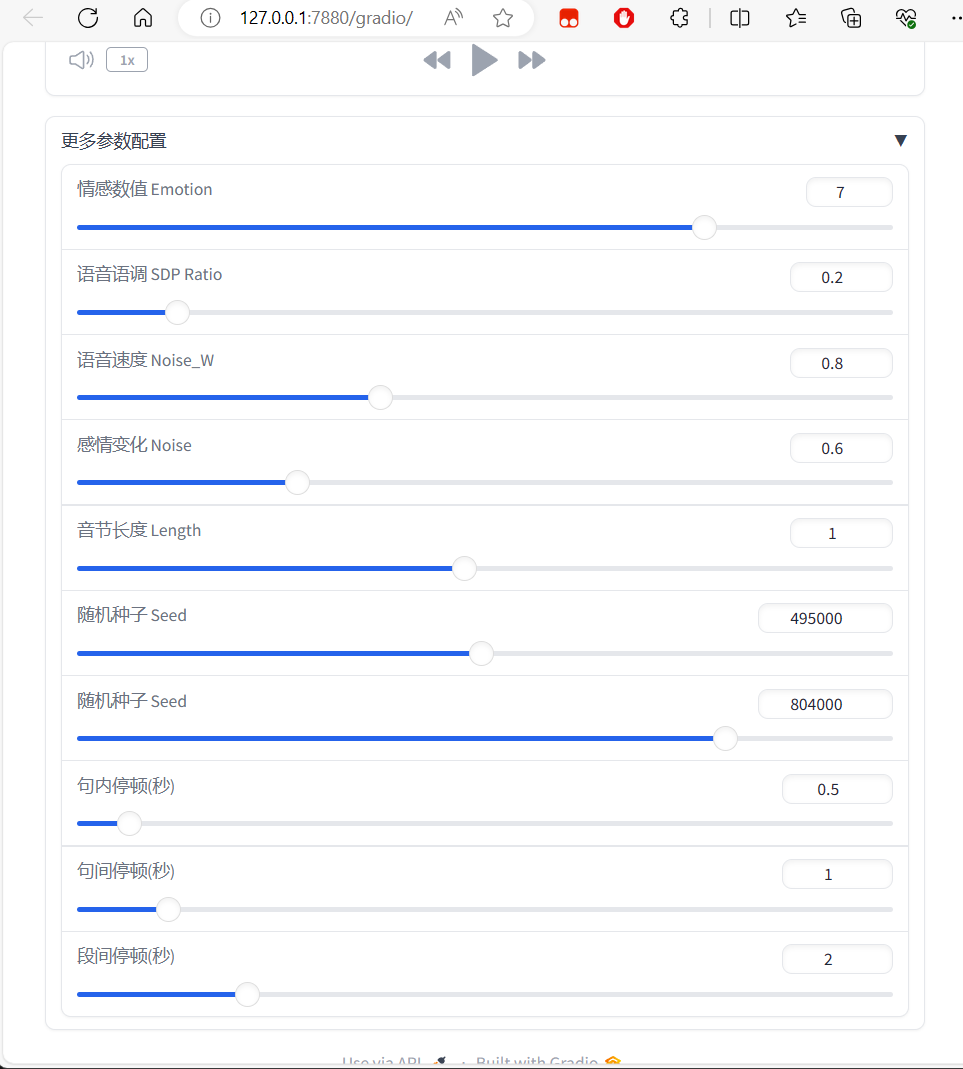 127.0.0.1:7880/gradio/
1x
更多参数配置
情感数值 Emotion
7
语音语调 SDP Ratio
0.2
语音速度 Noise_W
0.8
感情变化 Noise
0.6
音节长度 Length
1
随机种子 Seed
495000
随机种子 Seed
804000
句内停顿(秒)
0.5
句间停顿(秒)
1
段间停顿(秒)
2
Use via API · Built with Gradio